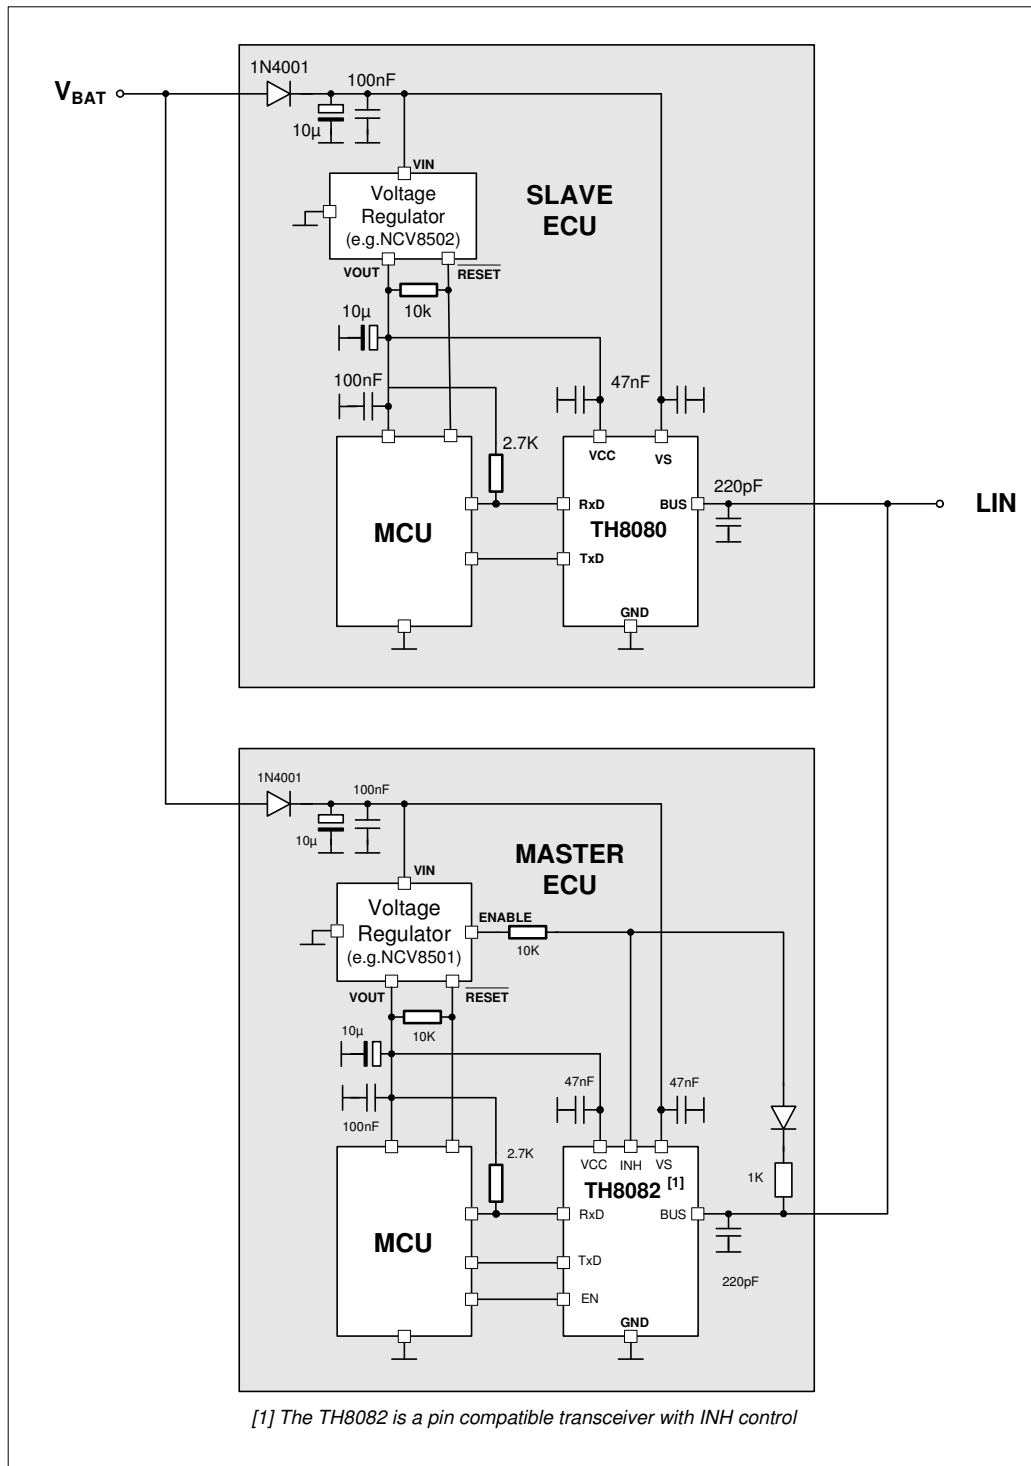 1N4001
100nF
VBAT
10µ
VIN
Voltage
Regulator
(e.g.NCV8502)
SLAVE
ECU
VOUT
RESET
10µ
10k
100nF
47nF
2.7K
VCC
VS
220pF
RxD
BUS
LIN
MCU
TH8080
TxD
GND
1N4001
100nF
10µ
MASTER
ECU
VIN
Voltage
Regulator
(e.g.NCV8501)
ENABLE
10K
VOUT
RESET
10µ
10K
47nF
47nF
100nF
2.7K
VCC
INH
VS
1K
TH8082 [1]
RxD
BUS
MCU
TxD
220pF
EN
GND
[1] The TH8082 is a pin compatible transceiver with INH control